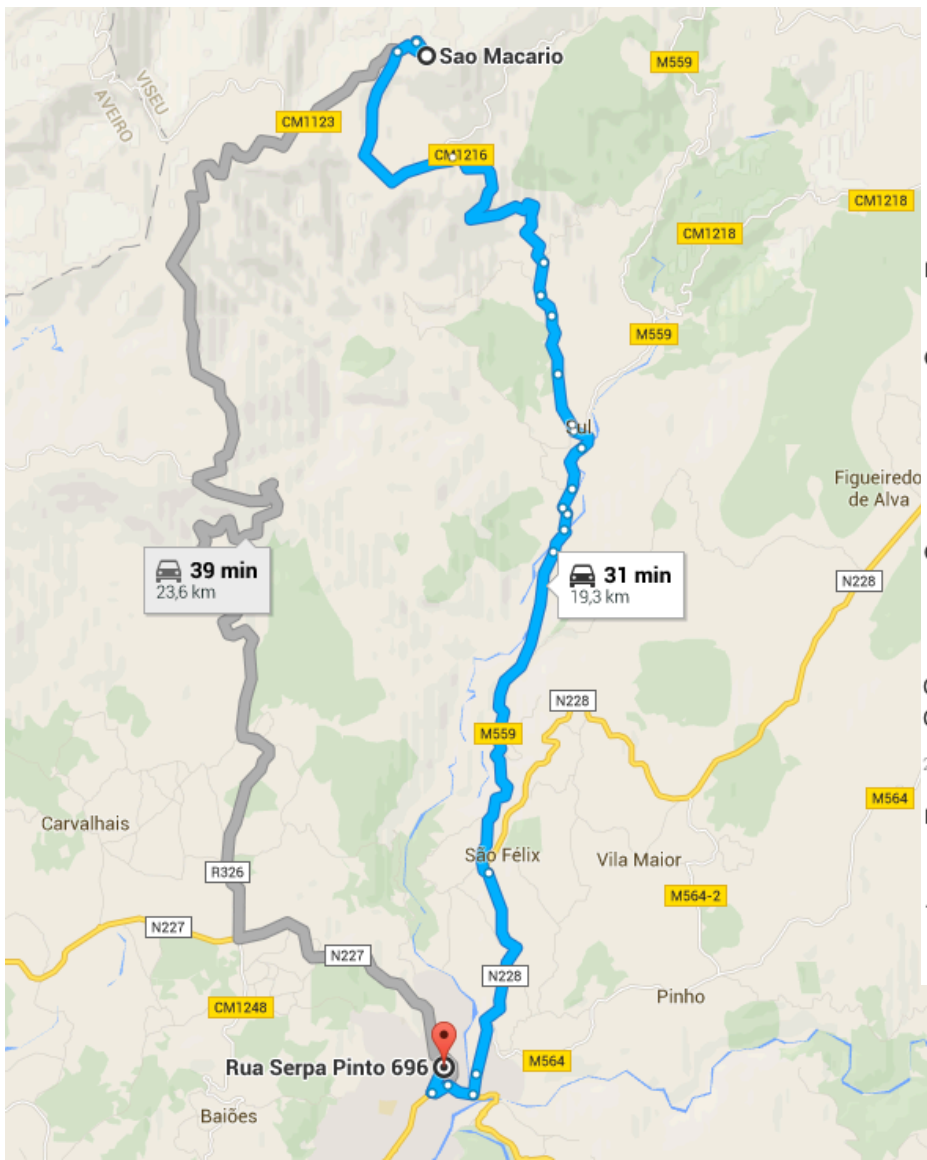 Sao Macario
M559
VISEU
AVEIRO
CM1123
CM1216
CM1218
CM1218
M559
Sul
Figueiredo
de Alva
39 min
23,6 km
31 min
19,3 km
N228
N228
M559
M564
Carvalhais
São Félix
Vila Maior
R326
M564-2
N227
N227
N228
Pinho
CM1248
Rua Serpa Pinto 696
M564
Baiões